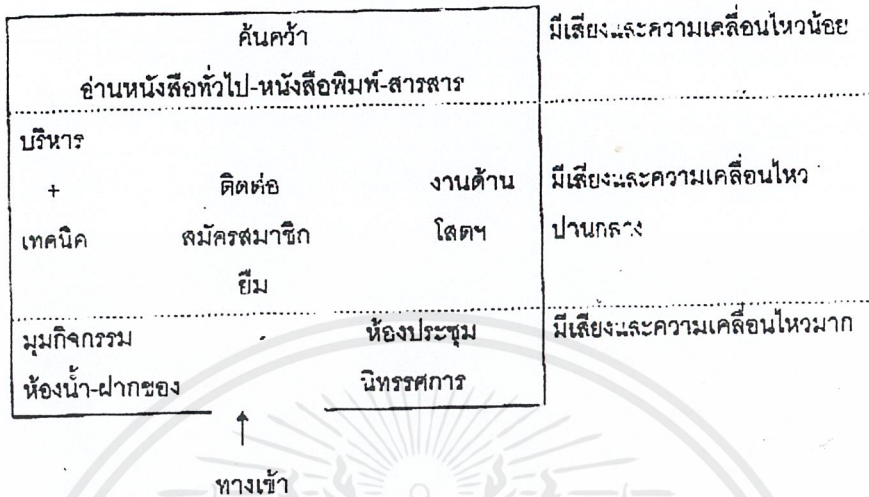 ค้นคว้า มีเสียงและความเคลื่อนไหวน้อย
อ่านหนังสือทั่วไป-หนังสือพิมพ์-สารสาร
บริหาร
+ ติดต่อ งานด้าน มีเสียงและความเคลื่อนไหว
เทคนิค สมัครสมาชิก โสตฯ ปานกลาง
ยืม
มุมกิจกรรม ห้องประชุม มีเสียงและความเคลื่อนไหวมาก
ห้องน้ำ-ฝากของ นิทรรศการ
ทางเข้า